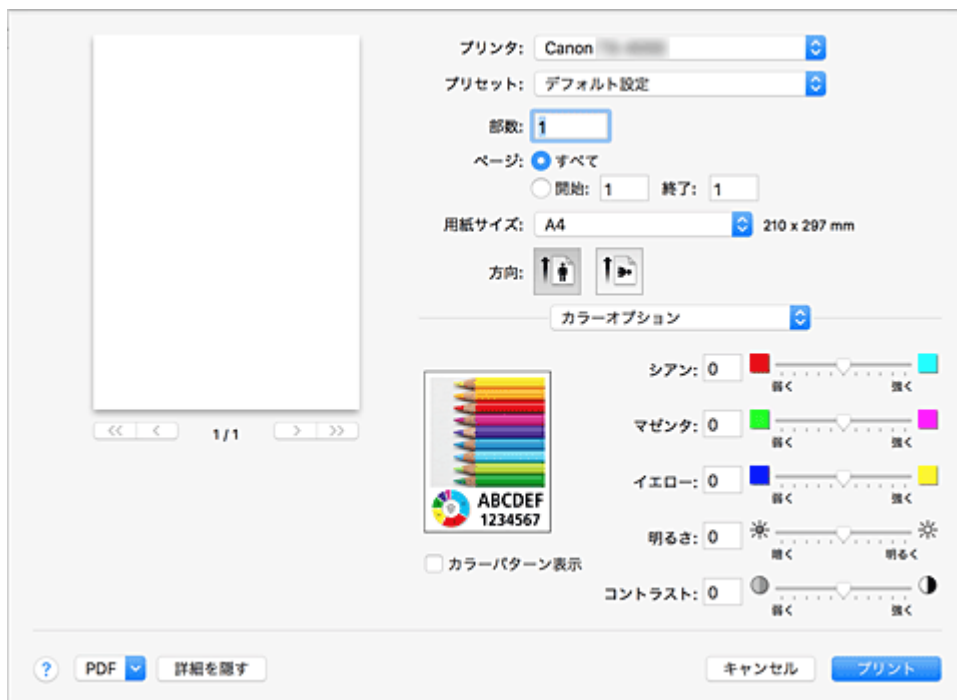 プリンタ: Canon
プリセット: デフォルト設定
部数: 1
ページ: すべて
開始: 1 終了: 1
用紙サイズ: A4 210 x 297 mm
方向:
カラーオプション
シアン: 0
弱く 強く
マゼンタ: 0
弱く 強く
イエロー: 0
弱く 強く
明るさ: 0
暗く 明るく
コントラスト: 0
弱く 強く
ABCDEF
1234567
カラーパターン表示
1 / 1
? PDF 詳細を隠す キャンセル プリント